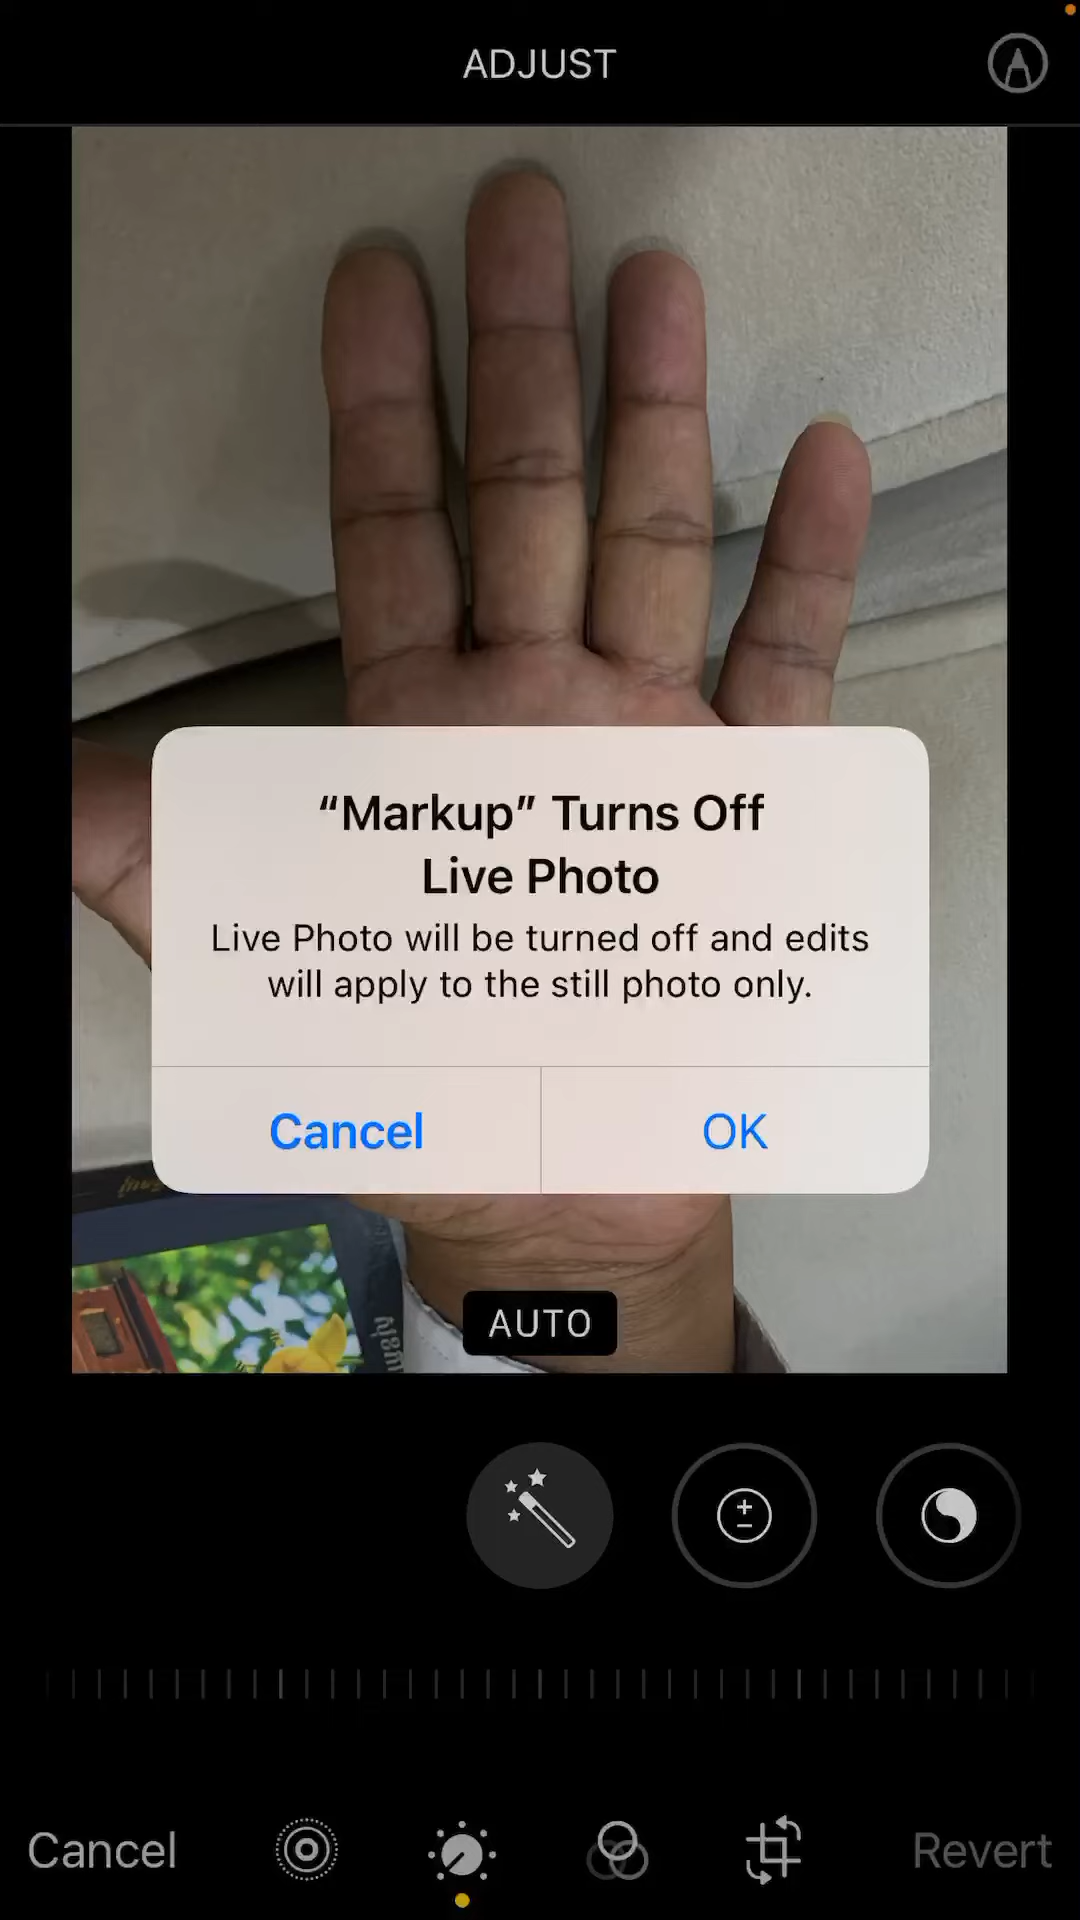 ADJUST
“Markup” Turns Off
Live Photo
Live Photo will be turned off and edits
will apply to the still photo only.
Cancel
OK
AUTO
Cancel
Revert